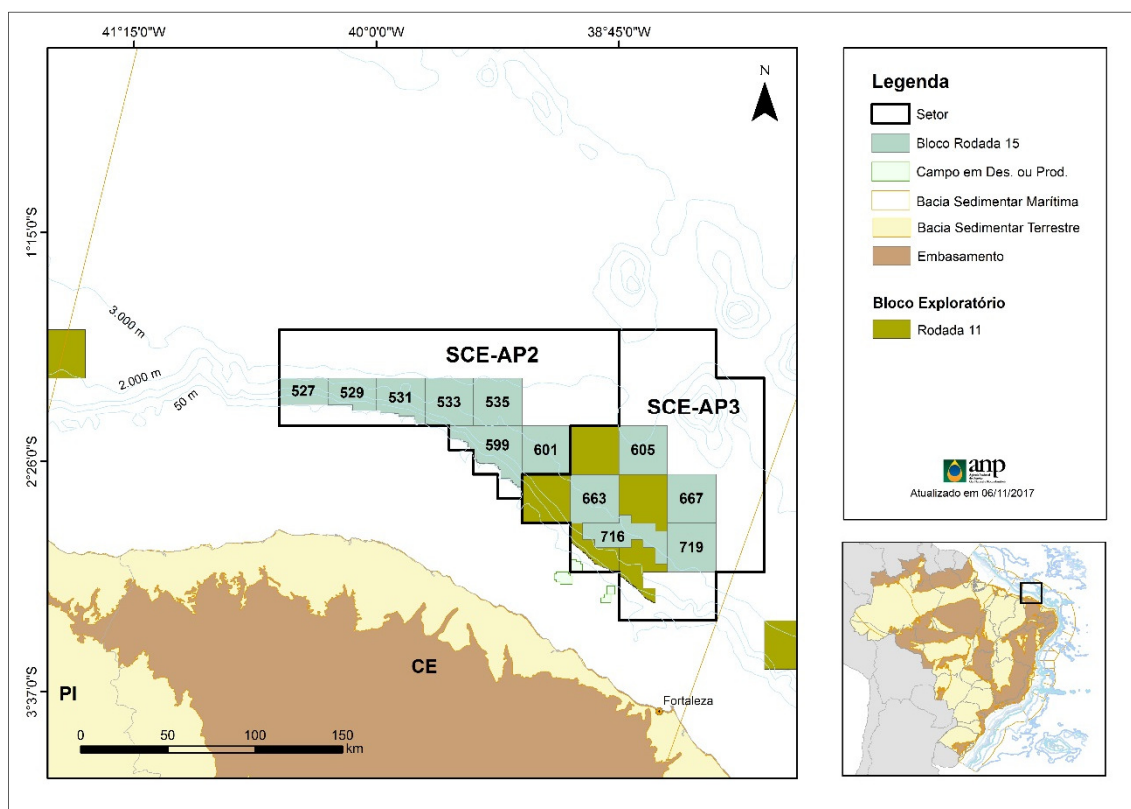 41°15'0"W
40°0'0"W
38°45'0"W
N
1°15'0"S
2°26'0"S
3°37'0"S
3.000 m
2.000 m
50 m
SCE-AP2
SCE-AP3
527
529
531
533
535
599
601
605
663
667
716
719
PI
CE
Fortaleza
0
50
100
150
km
Legenda
Setor
Bloco Rodada 15
Campo em Des. ou Prod.
Bacia Sedimentar Marítima
Bacia Sedimentar Terrestre
Embasamento
Bloco Exploratório
Rodada 11
anp
Atualizado em 06/11/2017